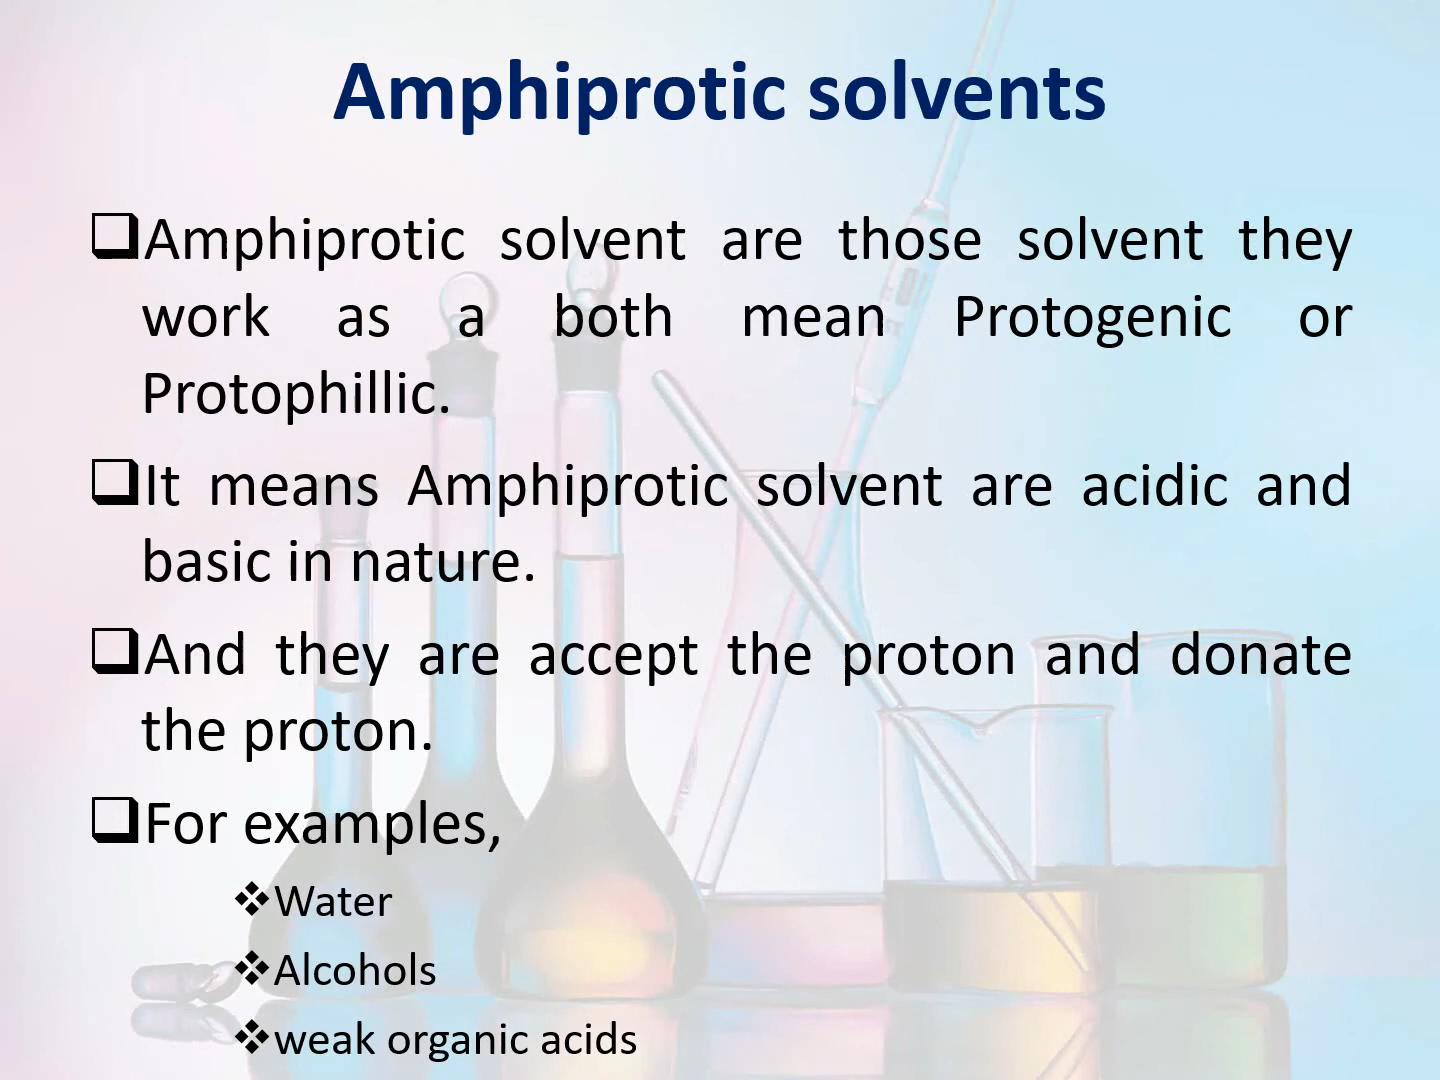 Amphiprotic solvents
❑Amphiprotic solvent are those solvent they
work as a both mean Protogenic or
Protophillic.
❑It means Amphiprotic solvent are acidic and
basic in nature.
❑And they are accept the proton and donate
the proton.
❑For examples,
❖Water
❖Alcohols
❖weak organic acids